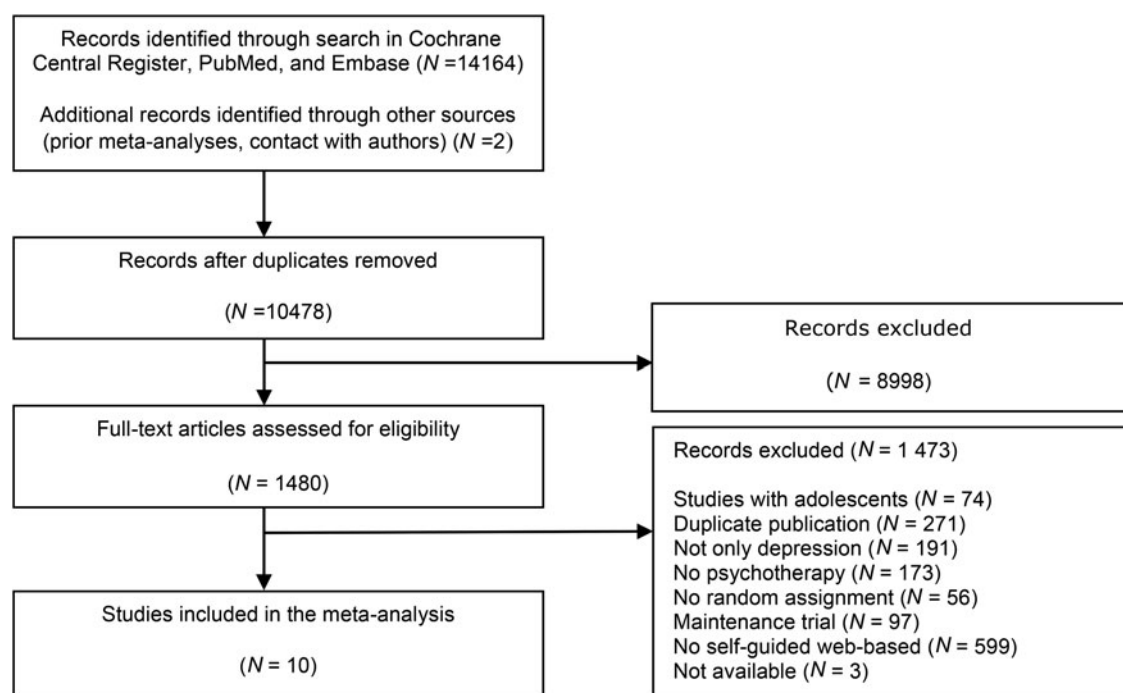 Records identified through search in Cochrane
Central Register, PubMed, and Embase (N =14164)
Additional records identified through other sources
(prior meta-analyses, contact with authors) (N =2)
Records after duplicates removed
(N =10478)
Records excluded
(N = 8998)
Full-text articles assessed for eligibility
(N = 1480)
Records excluded (N = 1 473)
Studies with adolescents (N = 74)
Duplicate publication (N = 271)
Not only depression (N = 191)
No psychotherapy (N = 173)
No random assignment (N = 56)
Maintenance trial (N = 97)
No self-guided web-based (N = 599)
Not available (N = 3)
Studies included in the meta-analysis
(N = 10)